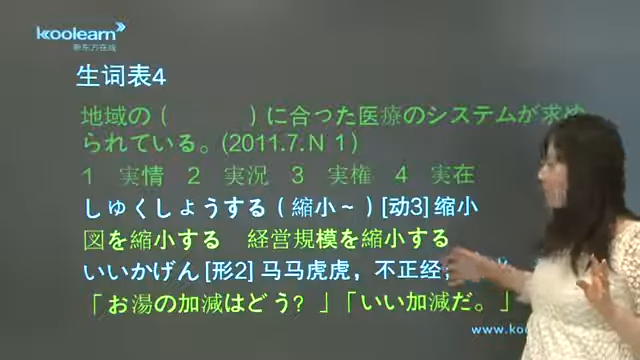 koolearn
新东方在线
生词表4
地域の（　　　）に合った医療のシステムが求め
られている。(2011.7.N 1）
1　実情　2　実況　3　実権　4　実在
しゅくしょうする（縮小～）[动3] 缩小
図を縮小する　経営規模を縮小する
いいかげん [形2] 马马虎虎，不正经；
「お湯の加減はどう？」「いい加減だ。」
www.koo